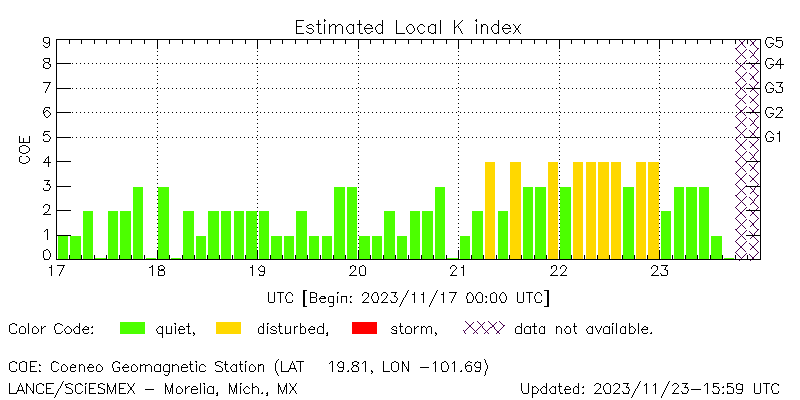 Estimated Local K index
9 G5
8 G4
7 G3
6 G2
5 G1
COE
4
3
2
1
0
17 18 19 20 21 22 23
UTC [Begin: 2023/11/17 00:00 UTC]
Color Code: quiet, disturbed, storm, data not available.
COE: Coeneo Geomagnetic Station (LAT 19.81, LON -101.69)
LANCE/SCiESMEX - Morelia, Mich., MX Updated: 2023/11/23-15:59 UTC